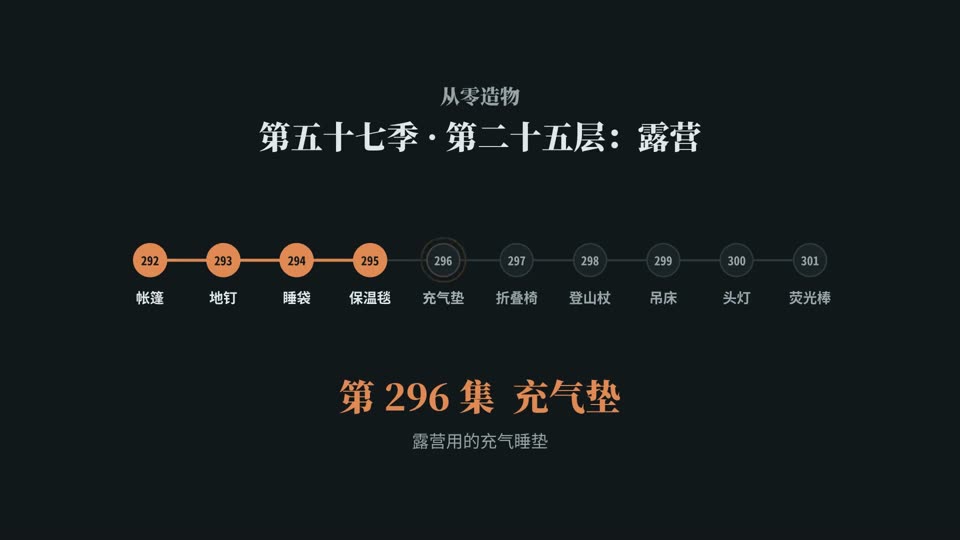 从零造物
第五十七季 · 第二十五层：露营
292 293 294 295 296 297 298 299 300 301
帐篷 地钉 睡袋 保温毯 充气垫 折叠椅 登山杖 吊床 头灯 荧光棒
第 296 集 充气垫
露营用的充气睡垫